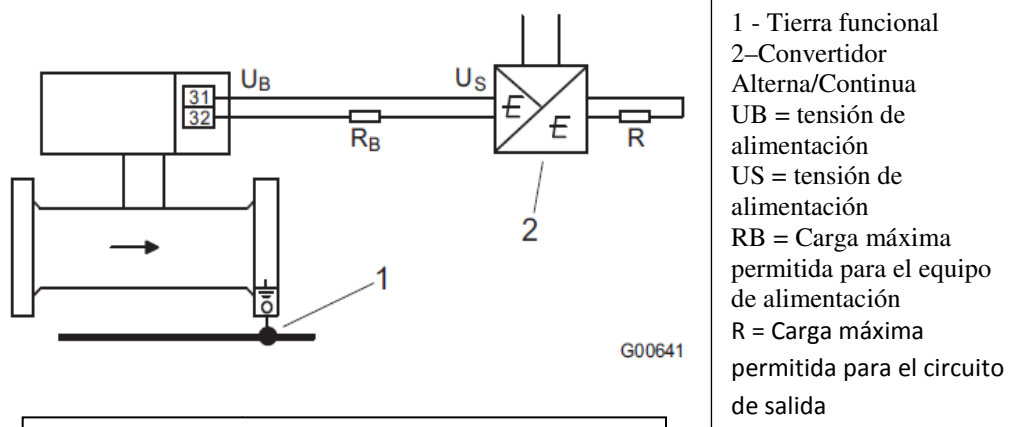 31
32
UB
US
RB
R
E
E
1
2
G00641
1 - Tierra funcional
2–Convertidor
Alterna/Continua
UB = tensión de
alimentación
US = tensión de
alimentación
RB = Carga máxima
permitida para el equipo
de alimentación
R = Carga máxima
permitida para el circuito
de salida